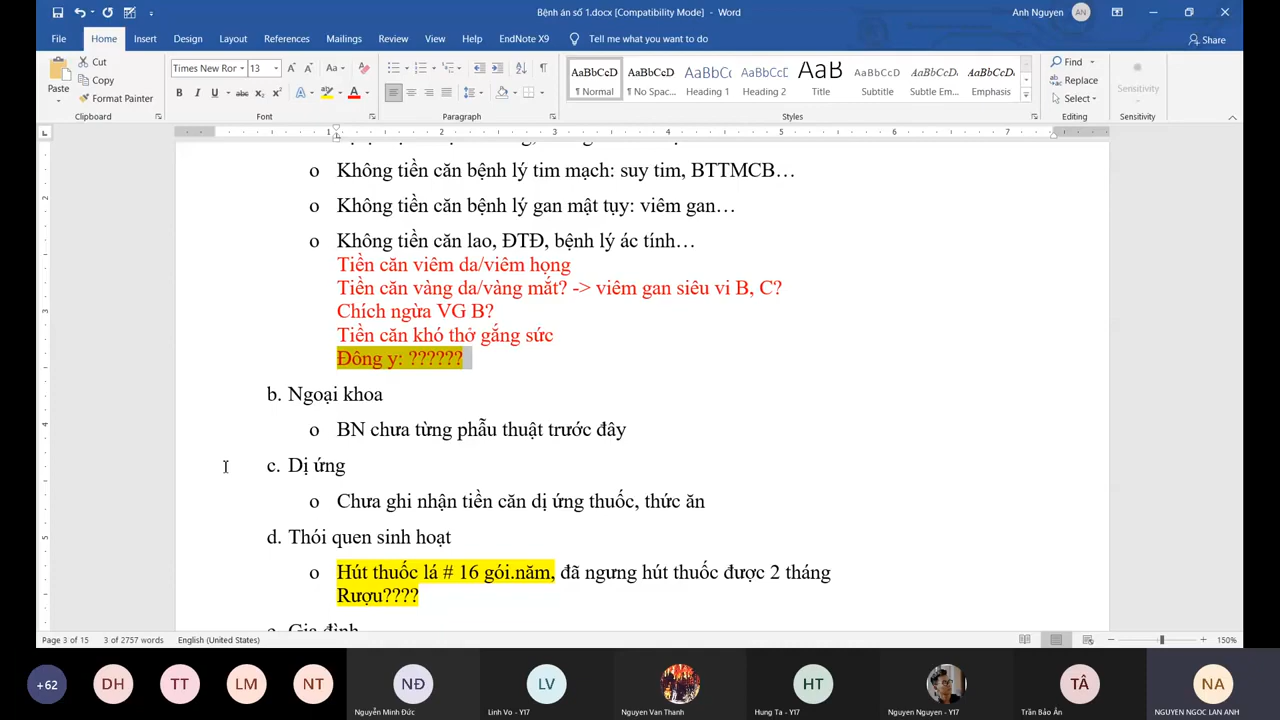 Bệnh án số 1.docx [Compatibility Mode] - Word
Anh Nguyen
AN
File
Home
Insert
Design
Layout
References
Mailings
Review
View
Help
EndNote X9
Tell me what you want to do
Share
Paste
Cut
Copy
Format Painter
Clipboard
Times New Ror
13
Font
Paragraph
AaBbCcD
¶ Normal
AaBbCcD
¶ No Spac...
AaBbCcD
Heading 1
AaBbCcD
Heading 2
AaB
Title
AaBbCcD
Subtitle
AaBbCcD
Subtle Em...
AaBbCcD
Emphasis
Styles
Find
Replace
Select
Editing
Sensitivity
Sensitivity
o Không tiền căn bệnh lý tim mạch: suy tim, BTTMCB…
o Không tiền căn bệnh lý gan mật tụy: viêm gan…
o Không tiền căn lao, ĐTĐ, bệnh lý ác tính…
Tiền căn viêm da/viêm họng
Tiền căn vàng da/vàng mắt? -> viêm gan siêu vi B, C?
Chích ngừa VG B?
Tiền căn khó thở gắng sức
Đông y: ??????
b. Ngoại khoa
o BN chưa từng phẫu thuật trước đây
c. Dị ứng
o Chưa ghi nhận tiền căn dị ứng thuốc, thức ăn
d. Thói quen sinh hoạt
o Hút thuốc lá # 16 gói.năm, đã ngưng hút thuốc được 2 tháng
Rượu????
e. Gia đình
Page 3 of 15
3 of 2757 words
English (United States)
150%
+62
DH
TT
LM
NT
NĐ
Nguyễn Minh Đức
LV
Linh Vo - Y17
Nguyen Van Thanh
HT
Hung Ta - Y17
Nguyen Nguyen - Y17
TÂ
Trần Bảo Ân
NA
NGUYEN NGOC LAN ANH